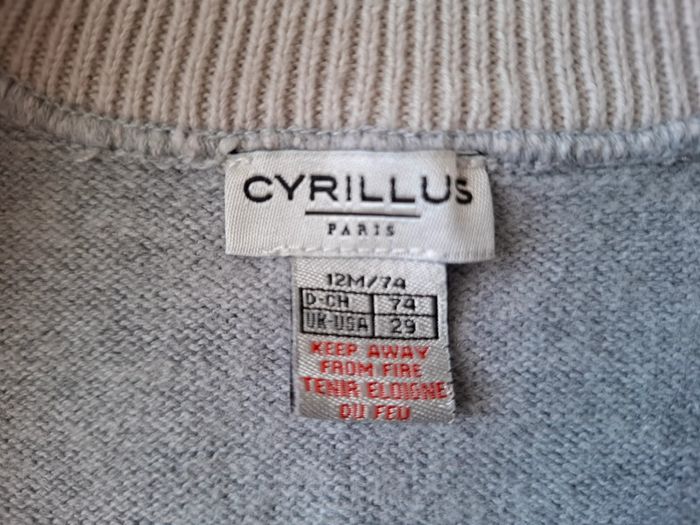 CYRILLUS
PARIS
12M/74
D-CH 74
UK-USA 29
KEEP AWAY
FROM FIRE
TENIR ELOIGNE
DU FEU